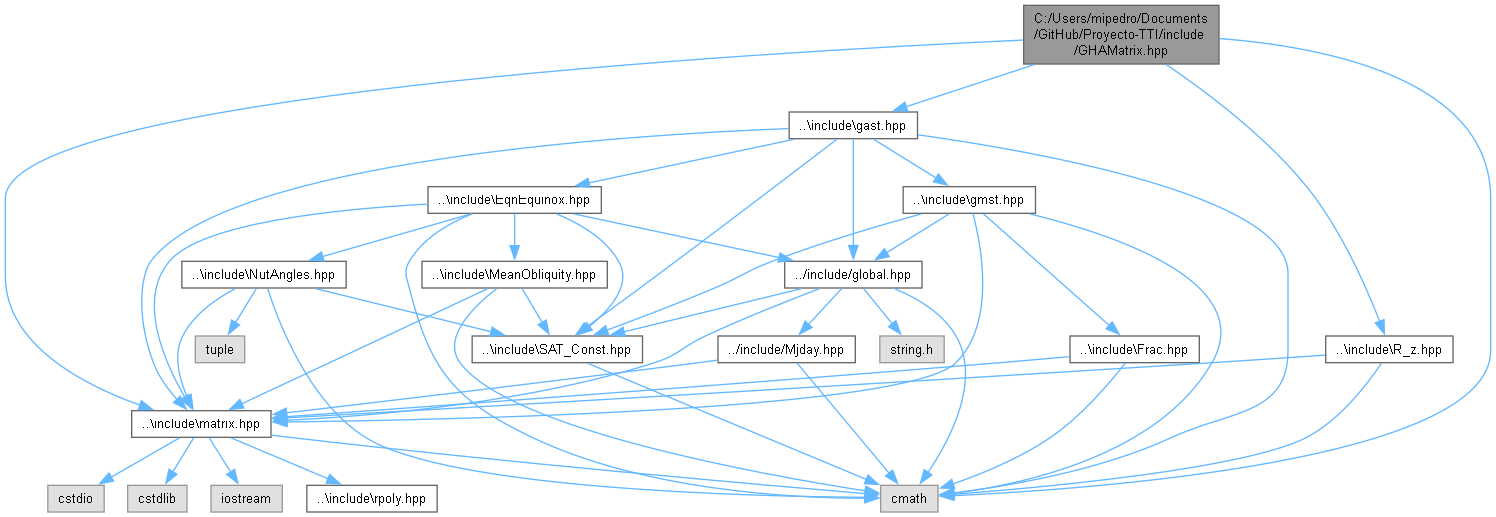 C:/Users/mipedro/Documents
/GitHub/Proyecto-TTI/include
/GHAMatrix.hpp
..\include\gast.hpp
..\include\EqnEquinox.hpp
..\include\gmst.hpp
..\include\NutAngles.hpp
..\include\MeanObliquity.hpp
../include/global.hpp
tuple
..\include\SAT_Const.hpp
../include/Mjday.hpp
string.h
..\include\Frac.hpp
..\include\R_z.hpp
..\include\matrix.hpp
cstdio
cstdlib
iostream
..\include\rpoly.hpp
cmath